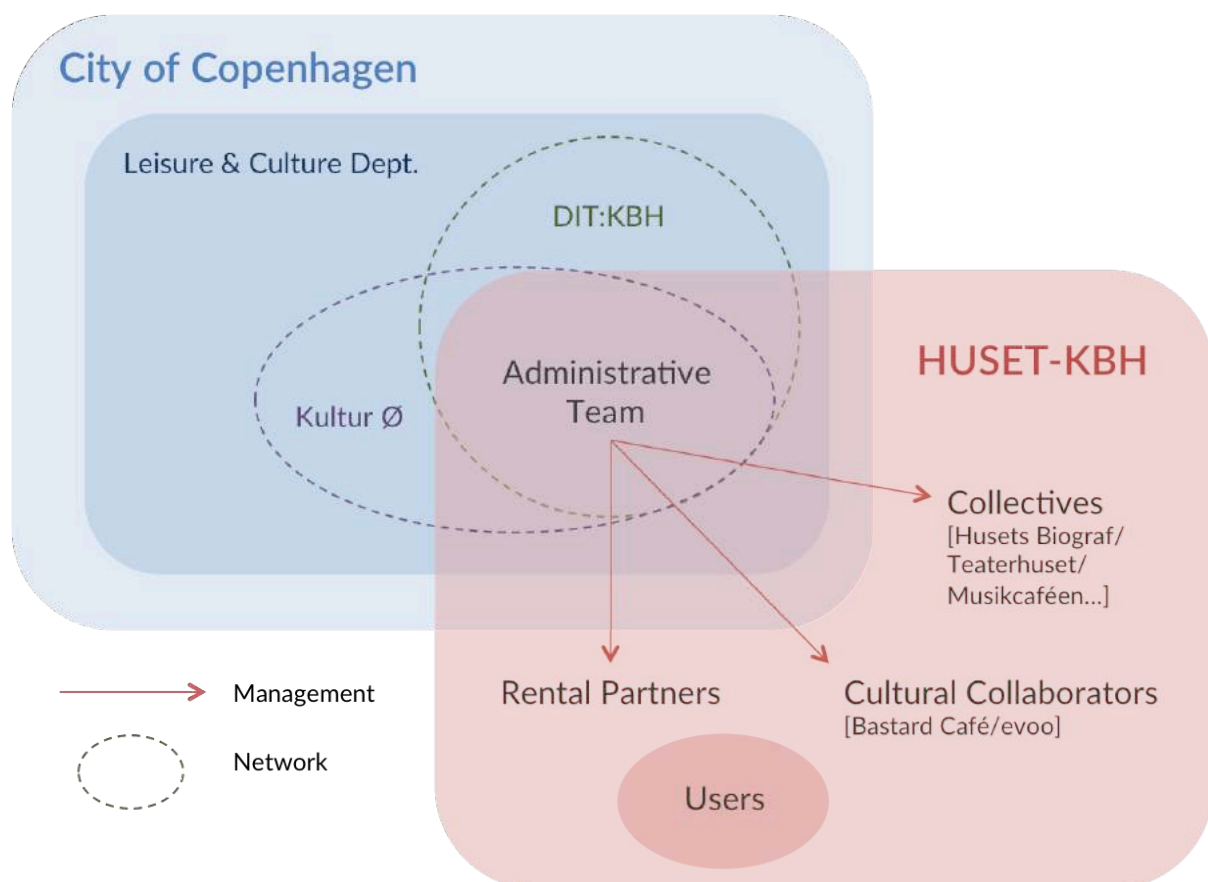 City of Copenhagen
Leisure & Culture Dept.
DIT:KBH
HUSET-KBH
Administrative
Team
Kultur Ø
Collectives
[Husets Biograf/
Teaterhuset/
Musikcaféen...]
Rental Partners
Cultural Collaborators
[Bastard Café/evoo]
Management
Network
Users